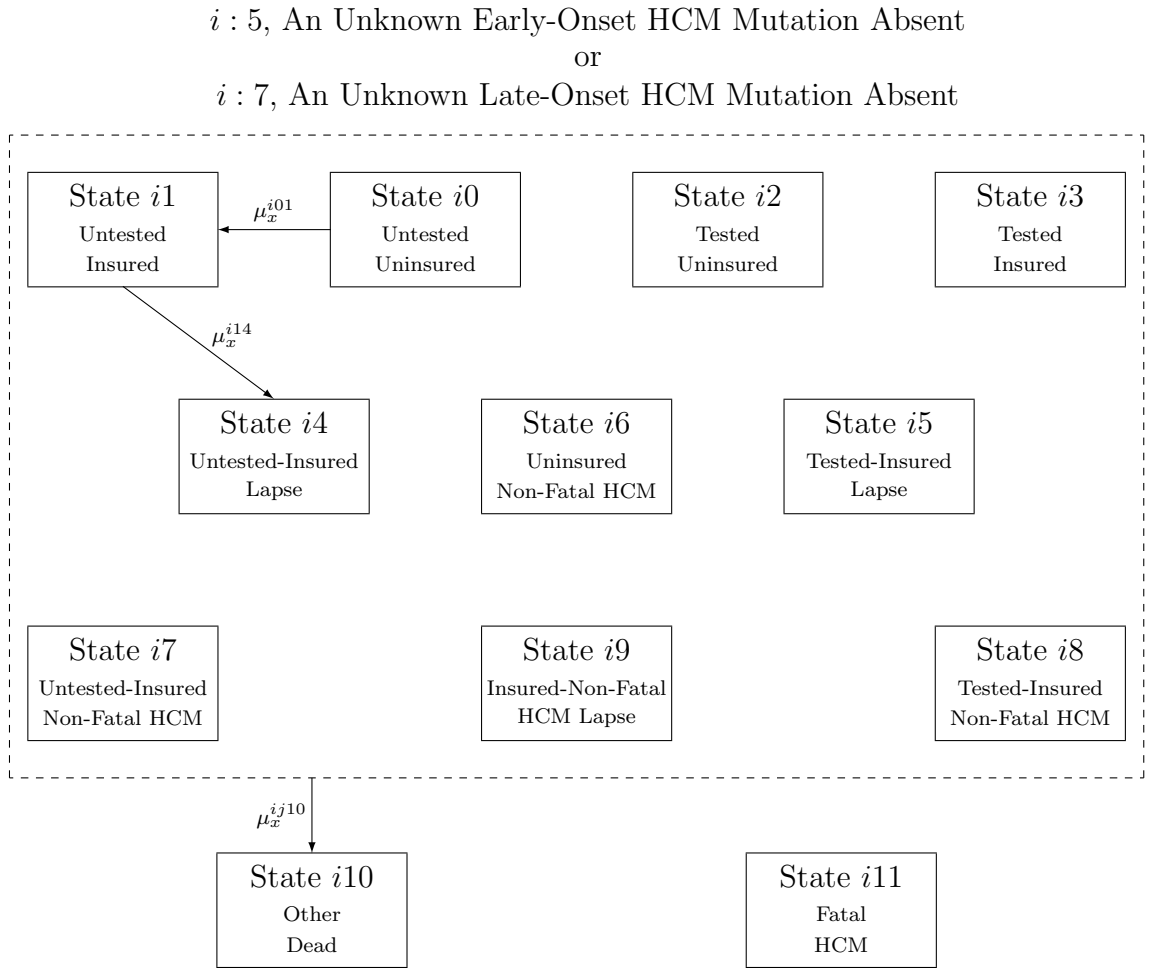 i : 5, An Unknown Early-Onset HCM Mutation Absent
or
i : 7, An Unknown Late-Onset HCM Mutation Absent
State i1
Untested
Insured
μ_x^{i01}
State i0
Untested
Uninsured
State i2
Tested
Uninsured
State i3
Tested
Insured
μ_x^{i14}
State i4
Untested-Insured
Lapse
State i6
Uninsured
Non-Fatal HCM
State i5
Tested-Insured
Lapse
State i7
Untested-Insured
Non-Fatal HCM
State i9
Insured-Non-Fatal
HCM Lapse
State i8
Tested-Insured
Non-Fatal HCM
μ_x^{ij10}
State i10
Other
Dead
State i11
Fatal
HCM